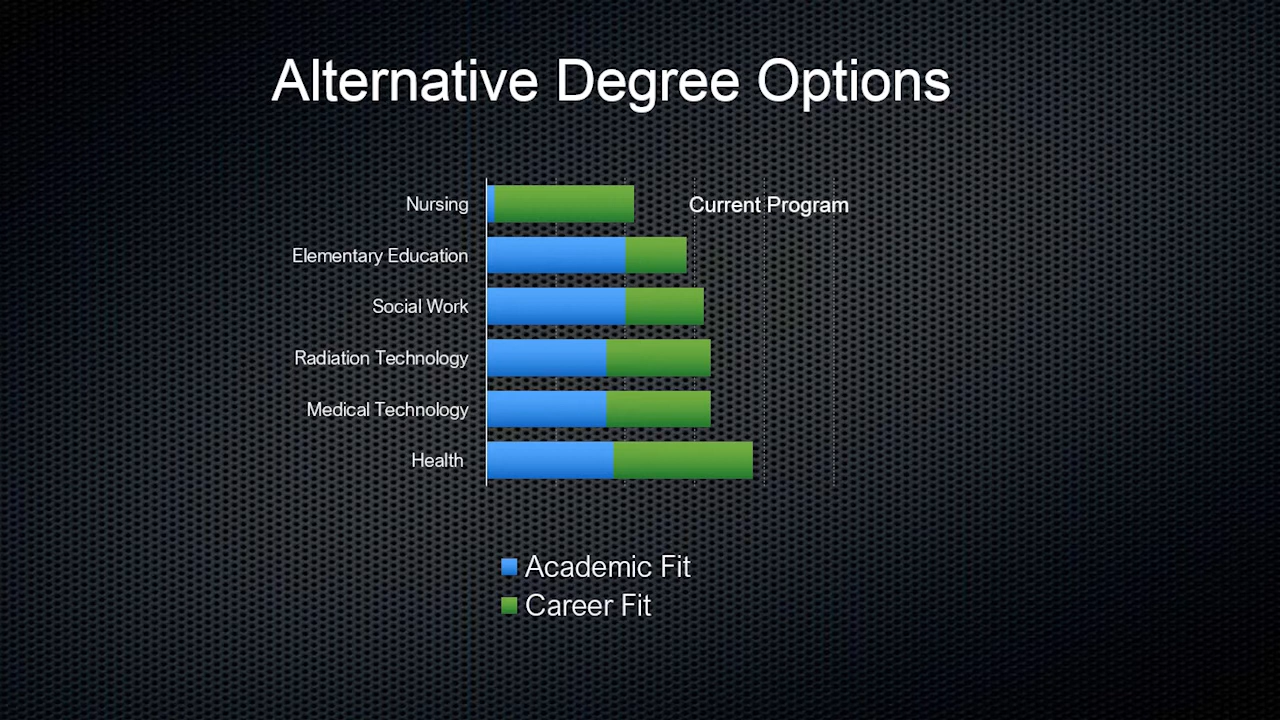 Alternative Degree Options
Nursing
Current Program
Elementary Education
Social Work
Radiation Technology
Medical Technology
Health
Academic Fit
Career Fit